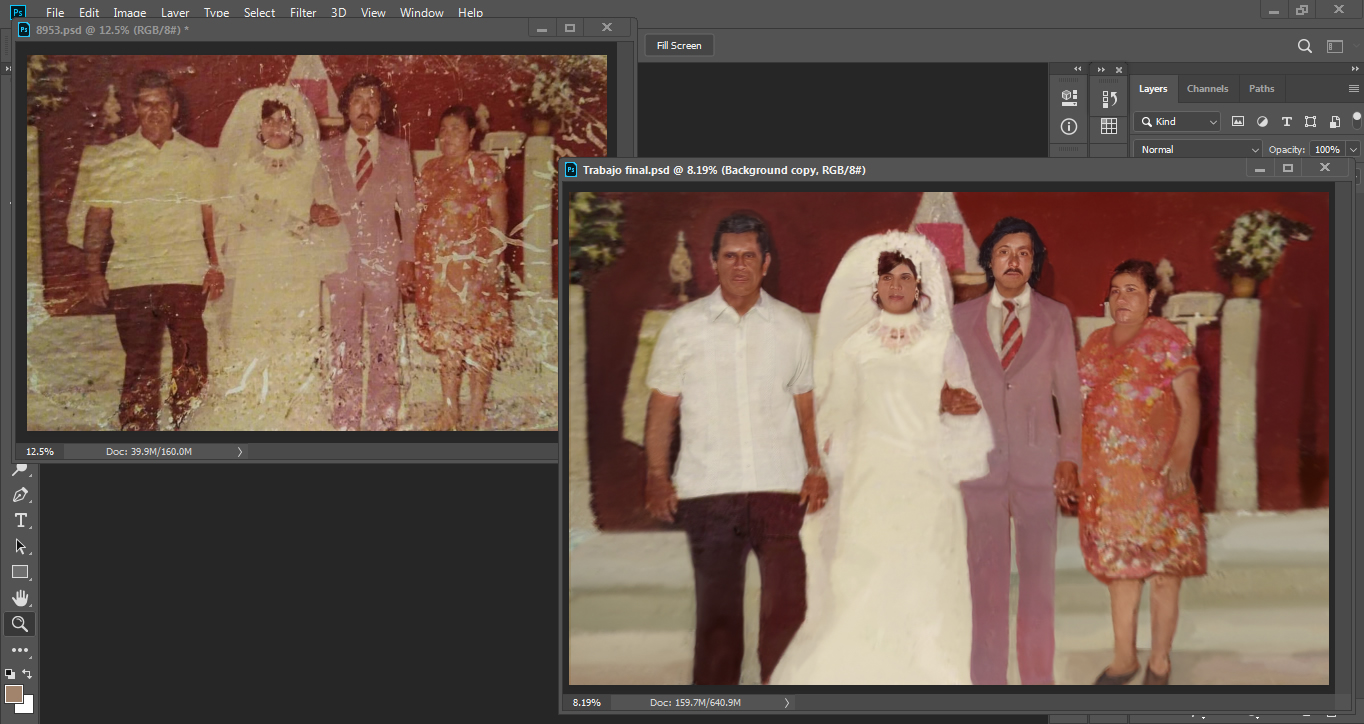 Ps File Edit Image Layer Type Select Filter 3D View Window Help
Ps 8953.psd @ 12.5% (RGB/8#) *
Fill Screen
Layers Channels Paths
Kind T
Normal Opacity: 100%
Ps Trabajo final.psd @ 8.19% (Background copy, RGB/8#)
12.5% Doc: 39.9M/160.0M
T
8.19% Doc: 159.7M/640.9M